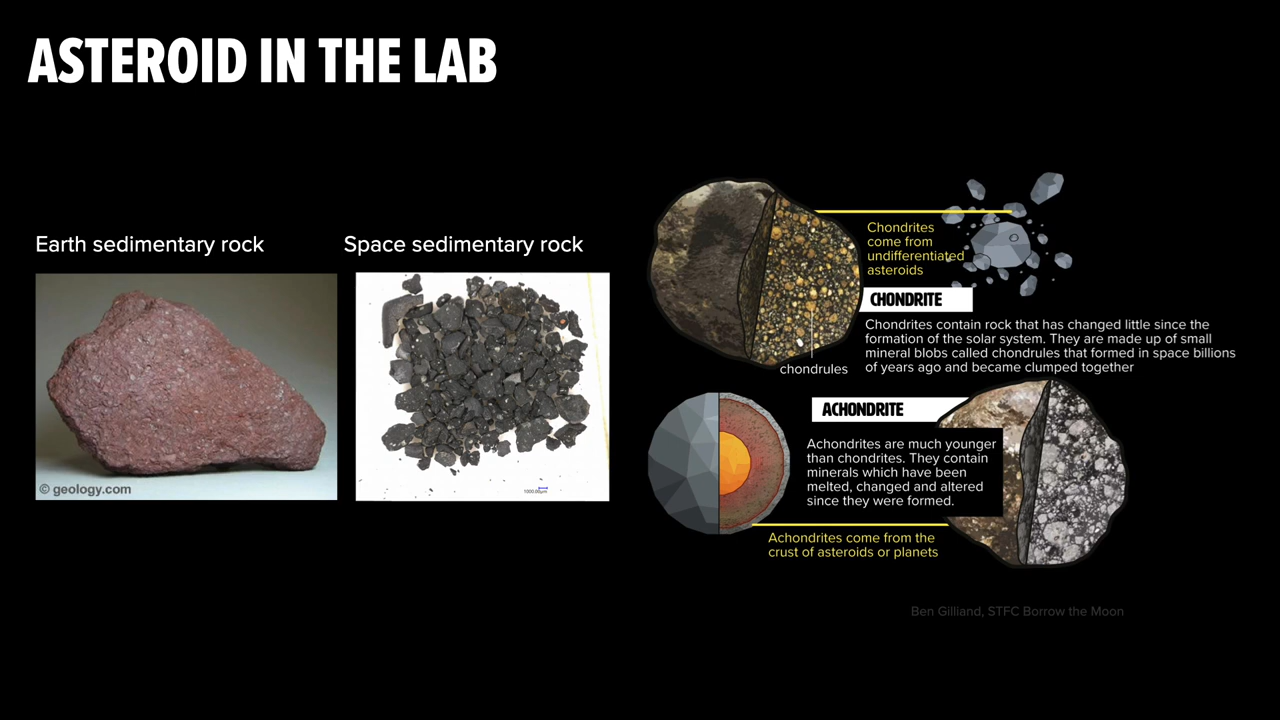 ASTEROID IN THE LAB
Earth sedimentary rock
Space sedimentary rock
© geology.com
1000.00µm
Chondrites
come from
undifferentiated
asteroids
CHONDRITE
Chondrites contain rock that has changed little since the
formation of the solar system. They are made up of small
mineral blobs called chondrules that formed in space billions
of years ago and became clumped together
chondrules
ACHONDRITE
Achondrites are much younger
than chondrites. They contain
minerals which have been
melted, changed and altered
since they were formed.
Achondrites come from the
crust of asteroids or planets
Ben Gilliand, STFC Borrow the Moon